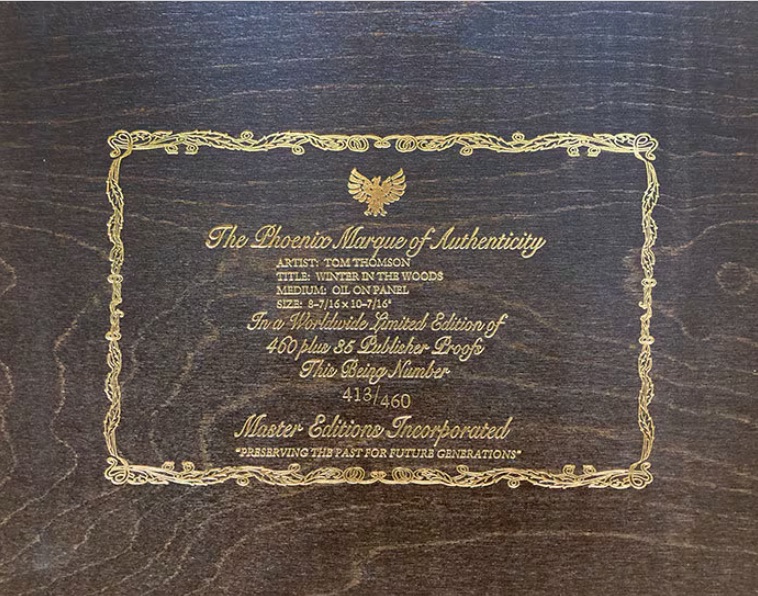 The Phoenix Marque of Authenticity
ARTIST: TOM THOMSON
TITLE: WINTER IN THE WOODS
MEDIUM: OIL ON PANEL
SIZE: 8-7/16 x 10-7/16"
In a Worldwide Limited Edition of
460 plus 35 Publisher Proofs
This Being Number
413/460
Master Editions Incorporated
"PRESERVING THE PAST FOR FUTURE GENERATIONS"